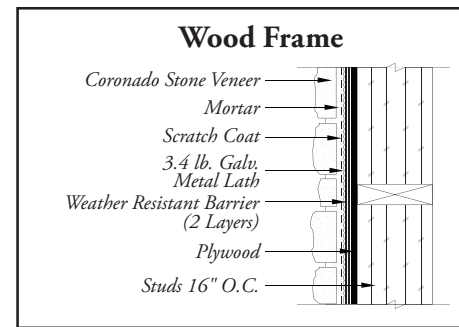 Wood Frame
Coronado Stone Veneer
Mortar
Scratch Coat
3.4 lb. Galv.
Metal Lath
Weather Resistant Barrier
(2 Layers)
Plywood
Studs 16" O.C.